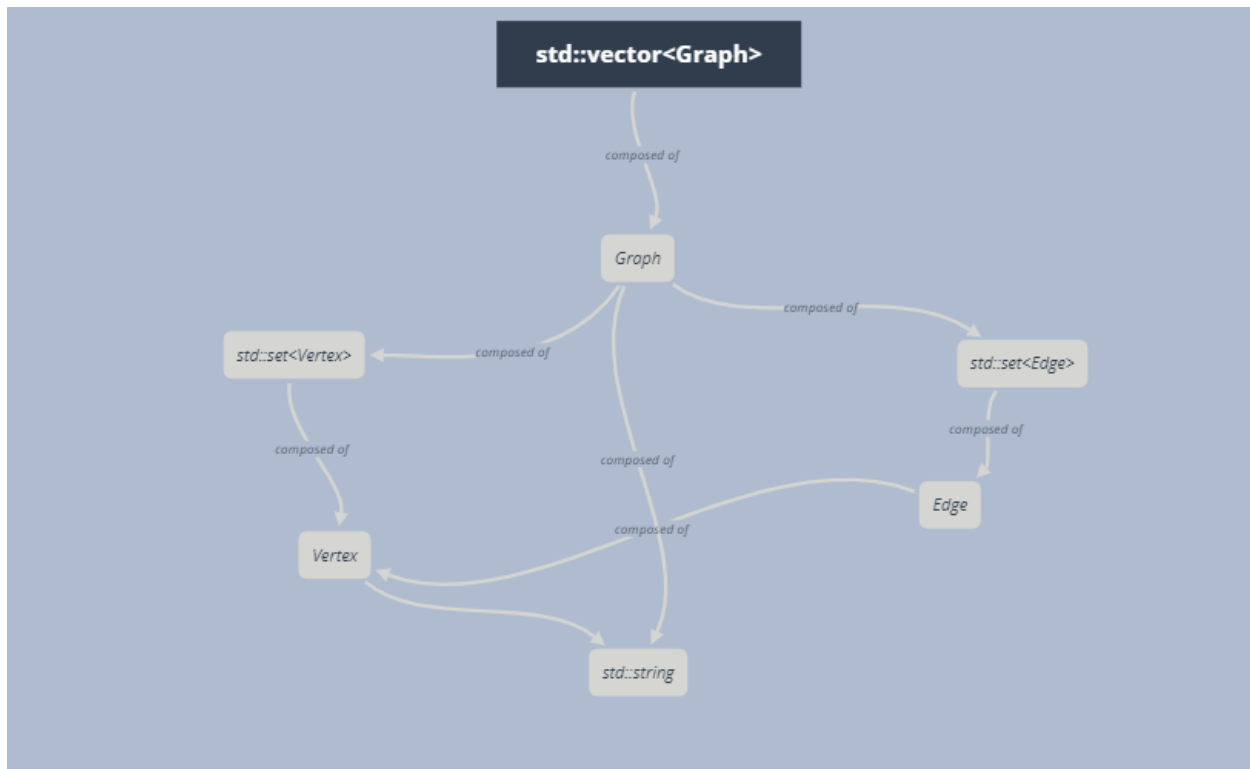 std::vector<Graph>
composed of
Graph
composed of
std::set<Vertex>
composed of
std::set<Edge>
composed of
composed of
composed of
Edge
composed of
Vertex
std::string